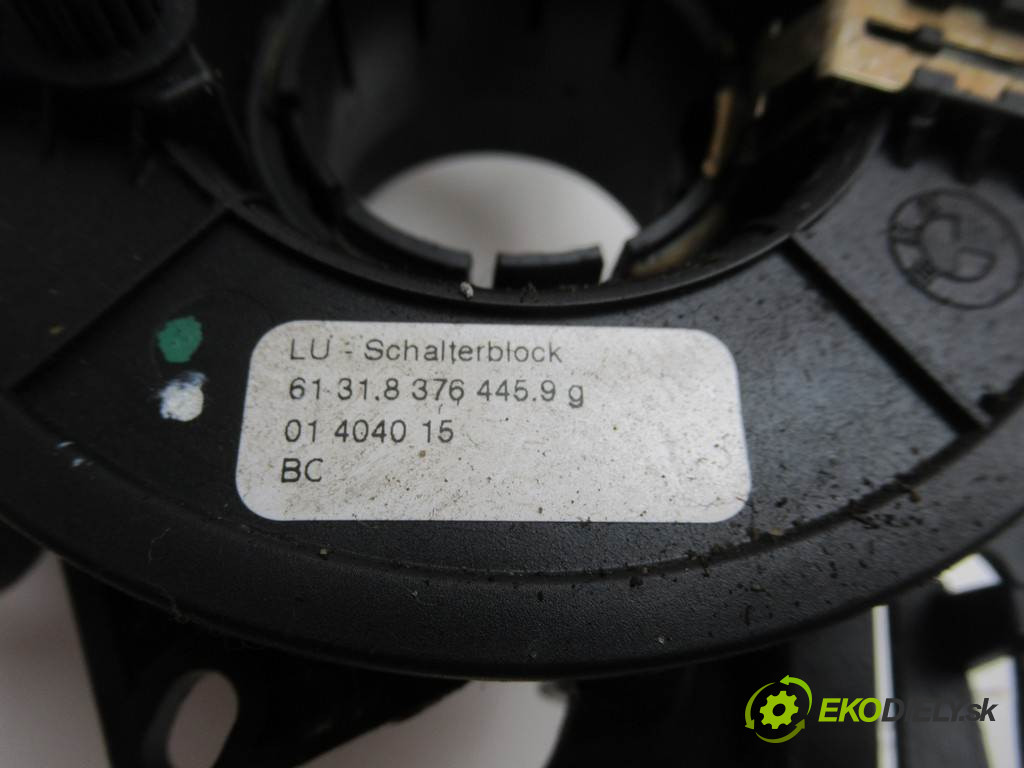 LU - Schalterblock
61 31.8 376 445.9 g
01 4040 15
BC
EKODIELY.sk